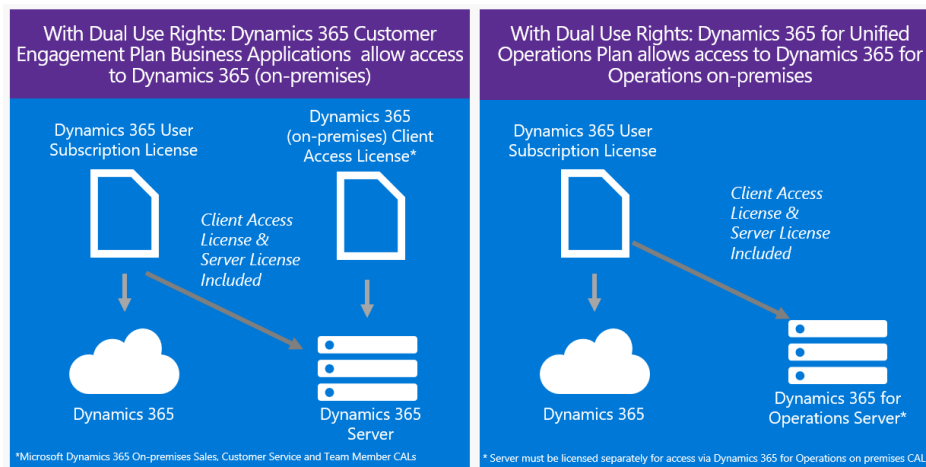 With Dual Use Rights: Dynamics 365 Customer
Engagement Plan Business Applications allow access
to Dynamics 365 (on-premises)
Dynamics 365 User
Subscription License
Dynamics 365
(on-premises) Client
Access License*
Client Access
License &
Server License
Included
Dynamics 365
Dynamics 365
Server
*Microsoft Dynamics 365 On-premises Sales, Customer Service and Team Member CALs
With Dual Use Rights: Dynamics 365 for Unified
Operations Plan allows access to Dynamics 365 for
Operations on-premises
Dynamics 365 User
Subscription License
Client Access
License &
Server License
Included
Dynamics 365
Dynamics 365 for
Operations Server*
* Server must be licensed separately for access via Dynamics 365 for Operations on premises CAL